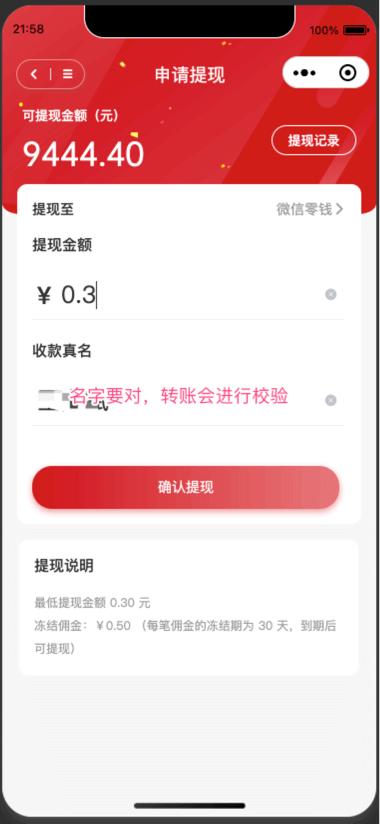 21:58
100%
申请提现
可提现金额（元）
9444.40
提现记录
提现至
微信零钱
提现金额
¥ 0.3
收款真名
名字要对，转账会进行校验
确认提现
提现说明
最低提现金额 0.30 元
冻结佣金：￥0.50 （每笔佣金的冻结期为 30 天，到期后
可提现）